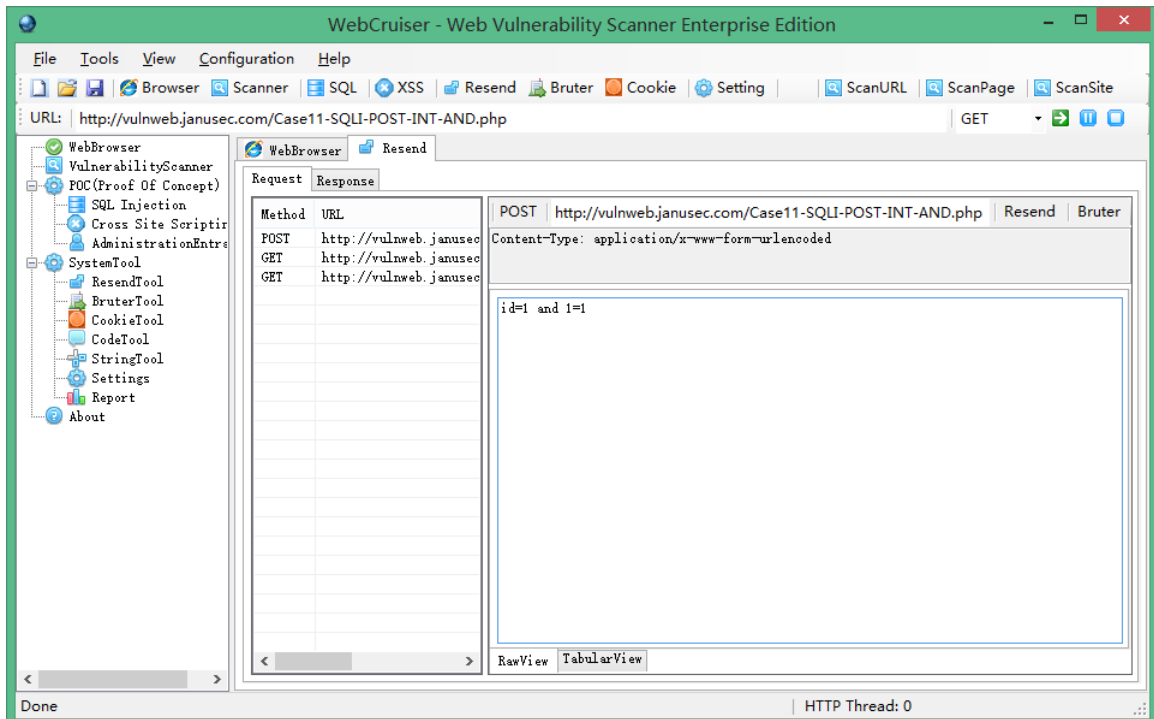 WebCruiser - Web Vulnerability Scanner Enterprise Edition
File Tools View Configuration Help
Browser Scanner SQL XSS Resend Bruter Cookie Setting ScanURL ScanPage ScanSite
URL: http://vulnweb.janusec.com/Case11-SQLI-POST-INT-AND.php GET
WebBrowser
VulnerabilityScanner
POC(Proof Of Concept)
SQL Injection
Cross Site Scriptin
AdministrationEntra
SystemTool
ResendTool
BruterTool
CookieTool
CodeTool
StringTool
Settings
Report
About
WebBrowser Resend
Request Response
Method URL
POST http://vulnweb.janusec
GET http://vulnweb.janusec
GET http://vulnweb.janusec
POST http://vulnweb.janusec.com/Case11-SQLI-POST-INT-AND.php Resend Bruter
Content-Type: application/x-www-form-urlencoded
id=1 and 1=1
RawView TabularView
Done HTTP Thread: 0